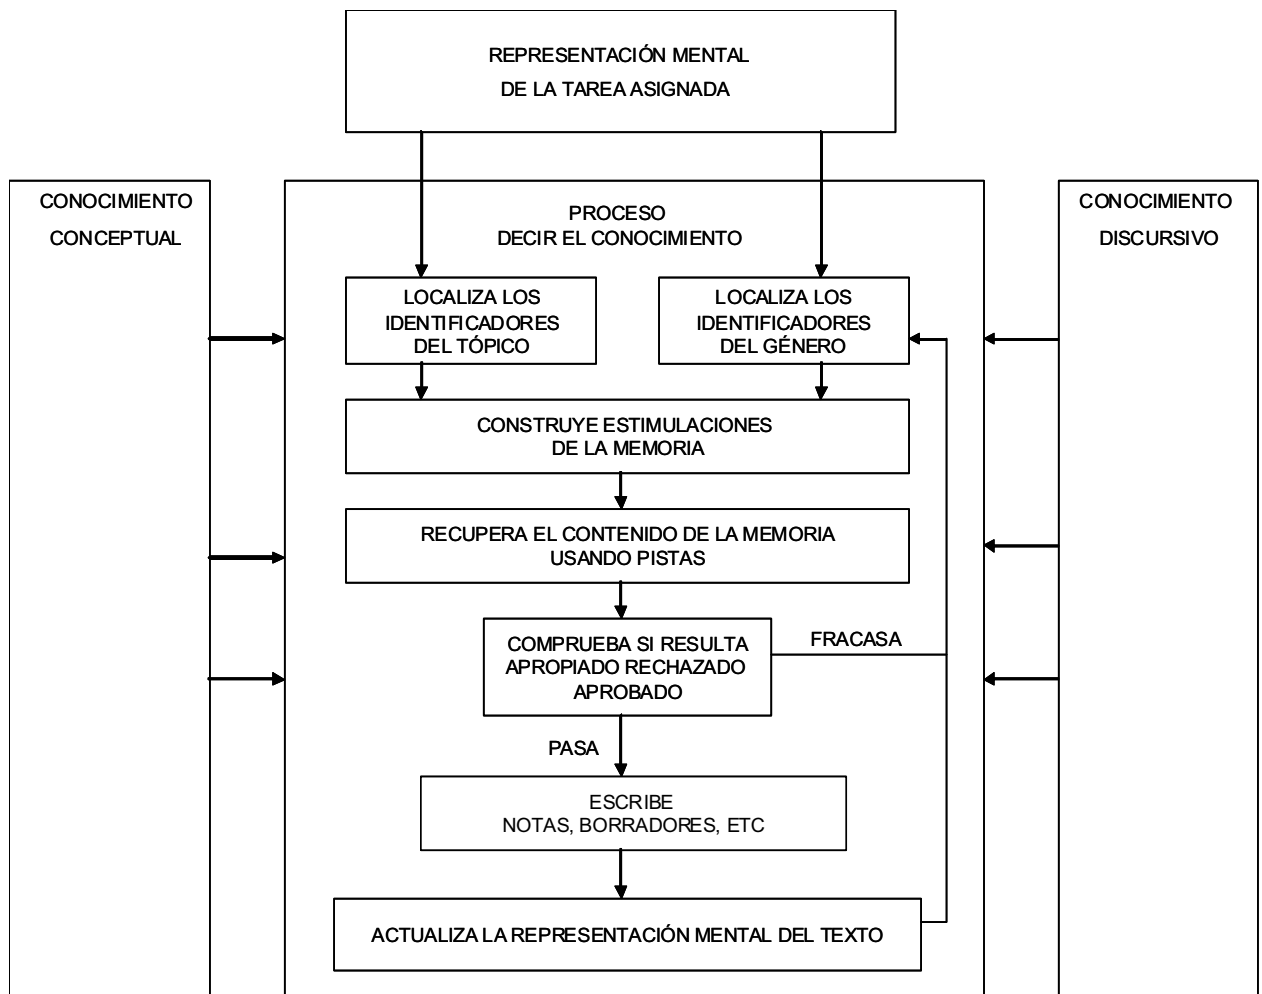 REPRESENTACIÓN MENTAL
DE LA TAREA ASIGNADA
CONOCIMIENTO
CONCEPTUAL
PROCESO
DECIR EL CONOCIMIENTO
CONOCIMIENTO
DISCURSIVO
LOCALIZA LOS
IDENTIFICADORES
DEL TÓPICO
LOCALIZA LOS
IDENTIFICADORES
DEL GÉNERO
CONSTRUYE ESTIMULACIONES
DE LA MEMORIA
RECUPERA EL CONTENIDO DE LA MEMORIA
USANDO PISTAS
COMPRUEBA SI RESULTA
APROPIADO RECHAZADO
APROBADO
FRACASA
PASA
ESCRIBE
NOTAS, BORRADORES, ETC
ACTUALIZA LA REPRESENTACIÓN MENTAL DEL TEXTO